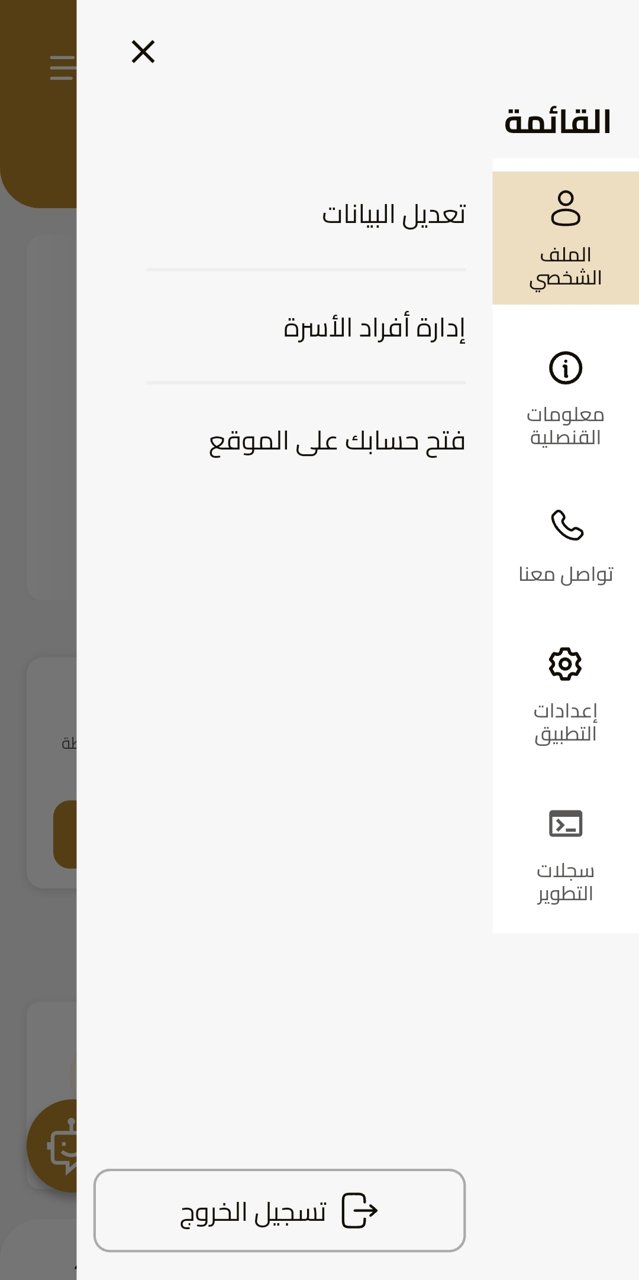 القائمة
الملف
الشخصي
تعديل البيانات
إدارة أفراد الأسرة
فتح حسابك على الموقع
معلومات
القنصلية
تواصل معنا
إعدادات
التطبيق
سجلات
التطوير
تسجيل الخروج